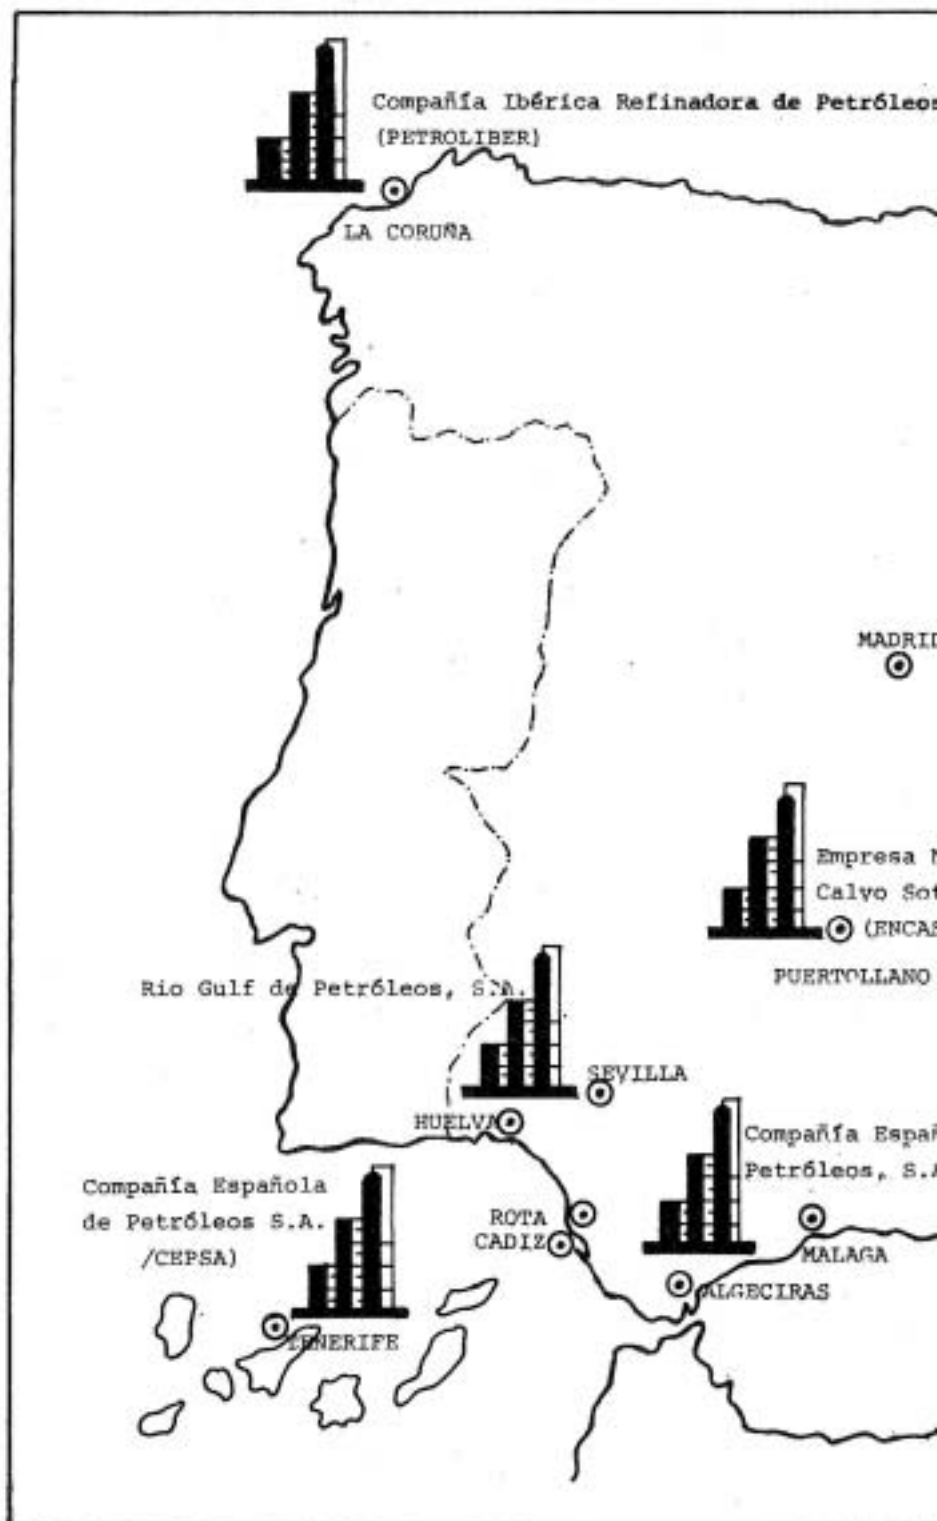 Compañía Ibérica Refinadora de Petróleos
(PETROLIBER)
LA CORUÑA
MADRID
Empresa N
Calvo Sot
(ENCAS
PUERTOLLANO
Rio Gulf de Petróleos, S.A.
SEVILLA
HUELVA
Compañía Españ
Petróleos, S.A
Compañía Española
de Petróleos S.A.
/CEPSA)
ROTA
CADIZ
MALAGA
ALGECIRAS
TENERIFE